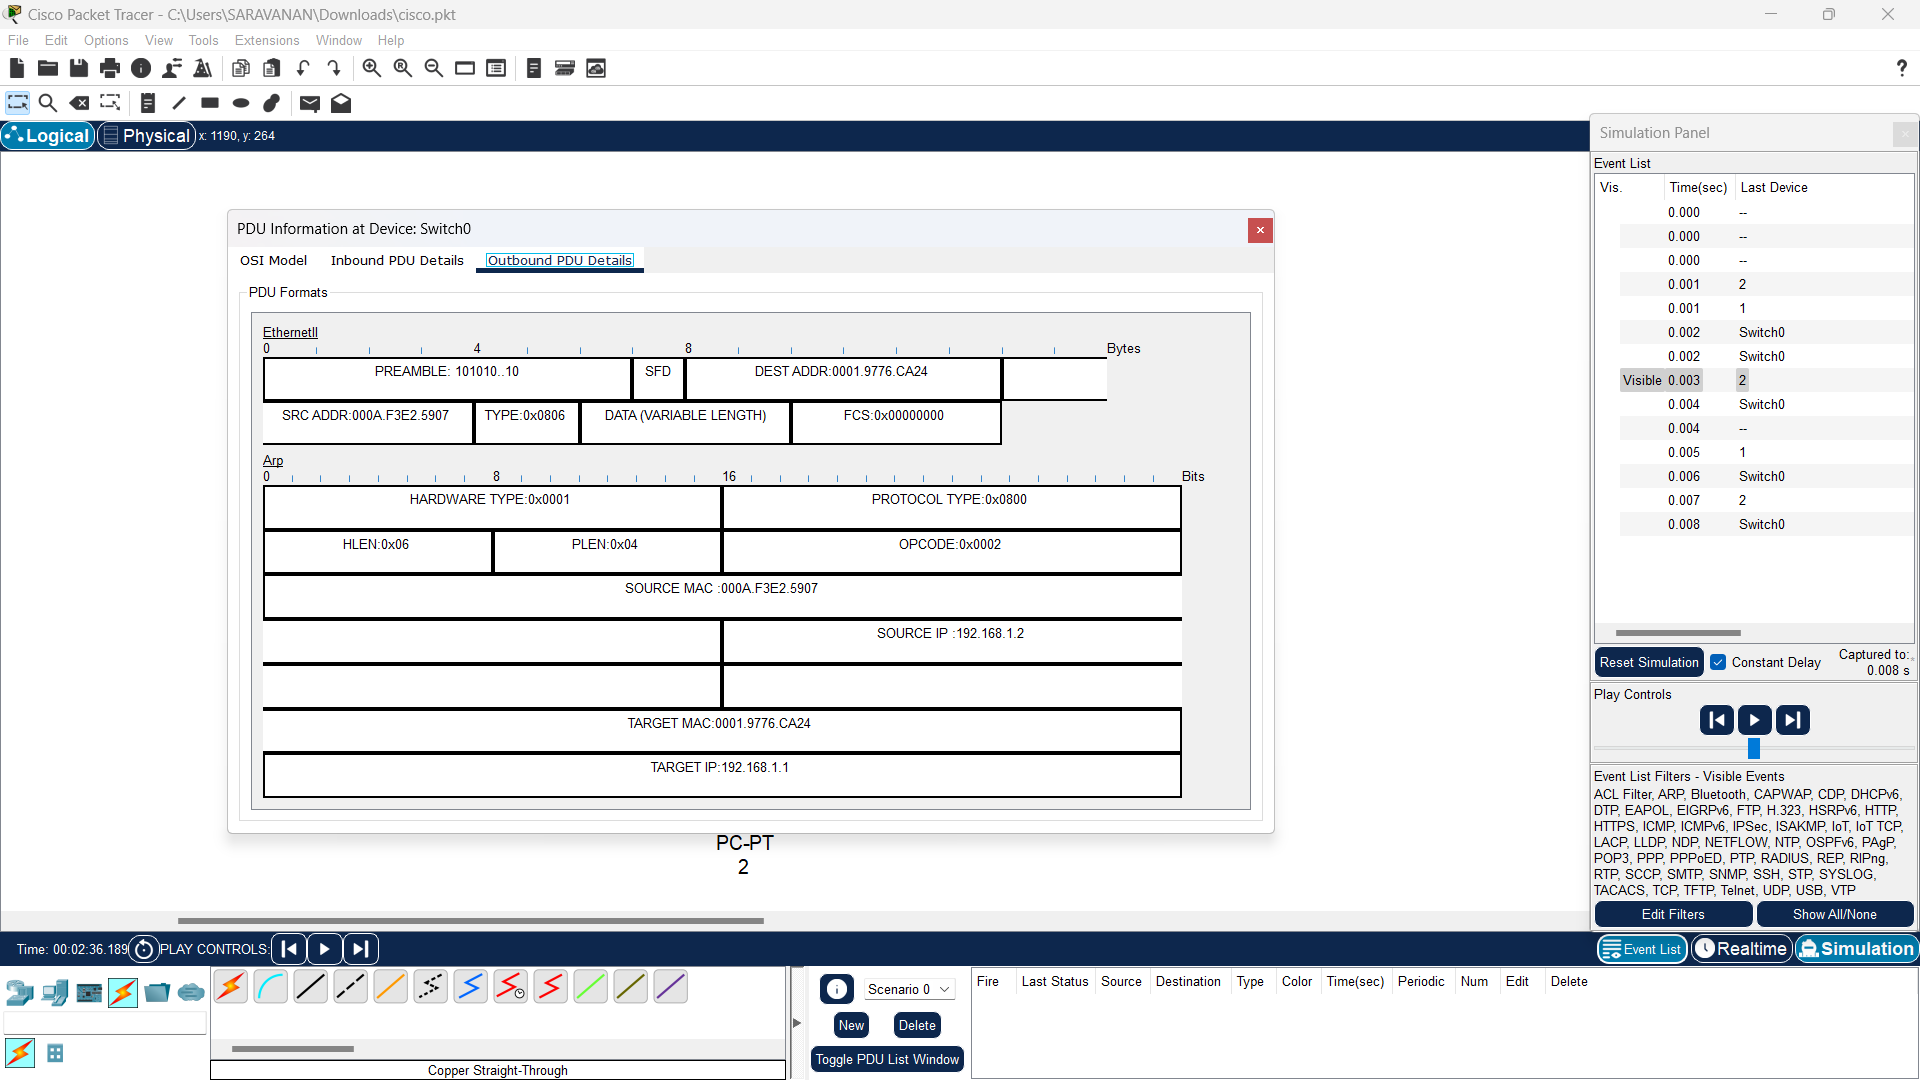 Cisco Packet Tracer - C:\Users\SARAVANAN\Downloads\cisco.pkt
File Edit Options View Tools Extensions Window Help
Logical Physical x: 1190, y: 264
PDU Information at Device: Switch0
OSI Model Inbound PDU Details Outbound PDU Details
PDU Formats
EthernetII
0 4 8 Bytes
PREAMBLE: 101010..10 SFD DEST ADDR:0001.9776.CA24
SRC ADDR:000A.F3E2.5907 TYPE:0x0806 DATA (VARIABLE LENGTH) FCS:0x00000000
Arp
0 8 16 Bits
HARDWARE TYPE:0x0001 PROTOCOL TYPE:0x0800
HLEN:0x06 PLEN:0x04 OPCODE:0x0002
SOURCE MAC :000A.F3E2.5907
SOURCE IP :192.168.1.2
TARGET MAC:0001.9776.CA24
TARGET IP:192.168.1.1
PC-PT
2
Simulation Panel
Event List
Vis. Time(sec) Last Device
0.000 --
0.000 --
0.000 --
0.001 2
0.001 1
0.002 Switch0
0.002 Switch0
Visible 0.003 2
0.004 Switch0
0.004 --
0.005 1
0.006 Switch0
0.007 2
0.008 Switch0
Reset Simulation Constant Delay Captured to:
0.008 s
Play Controls
Event List Filters - Visible Events
ACL Filter, ARP, Bluetooth, CAPWAP, CDP, DHCPv6,
DTP, EAPOL, EIGRPv6, FTP, H.323, HSRPv6, HTTP,
HTTPS, ICMP, ICMPv6, IPSec, ISAKMP, IoT, IoT TCP,
LACP, LLDP, NDP, NETFLOW, NTP, OSPFv6, PAgP,
POP3, PPP, PPPoED, PTP, RADIUS, REP, RIPng,
RTP, SCCP, SMTP, SNMP, SSH, STP, SYSLOG,
TACACS, TCP, TFTP, Telnet, UDP, USB, VTP
Edit Filters Show All/None
Time: 00:02:36.189 PLAY CONTROLS: Event List Realtime Simulation
Scenario 0
New Delete
Toggle PDU List Window
Fire Last Status Source Destination Type Color Time(sec) Periodic Num Edit Delete
Copper Straight-Through